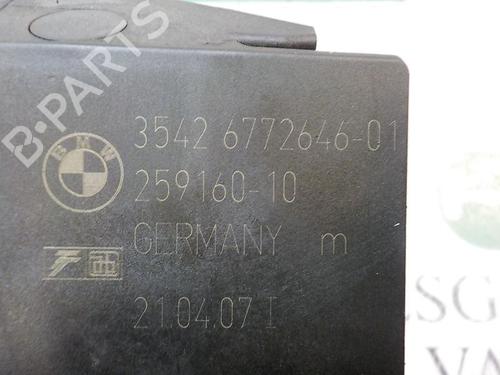 B-PARTS
BMW
3542 6772646-01
259160-10
GERMANY m
21.04.07 I